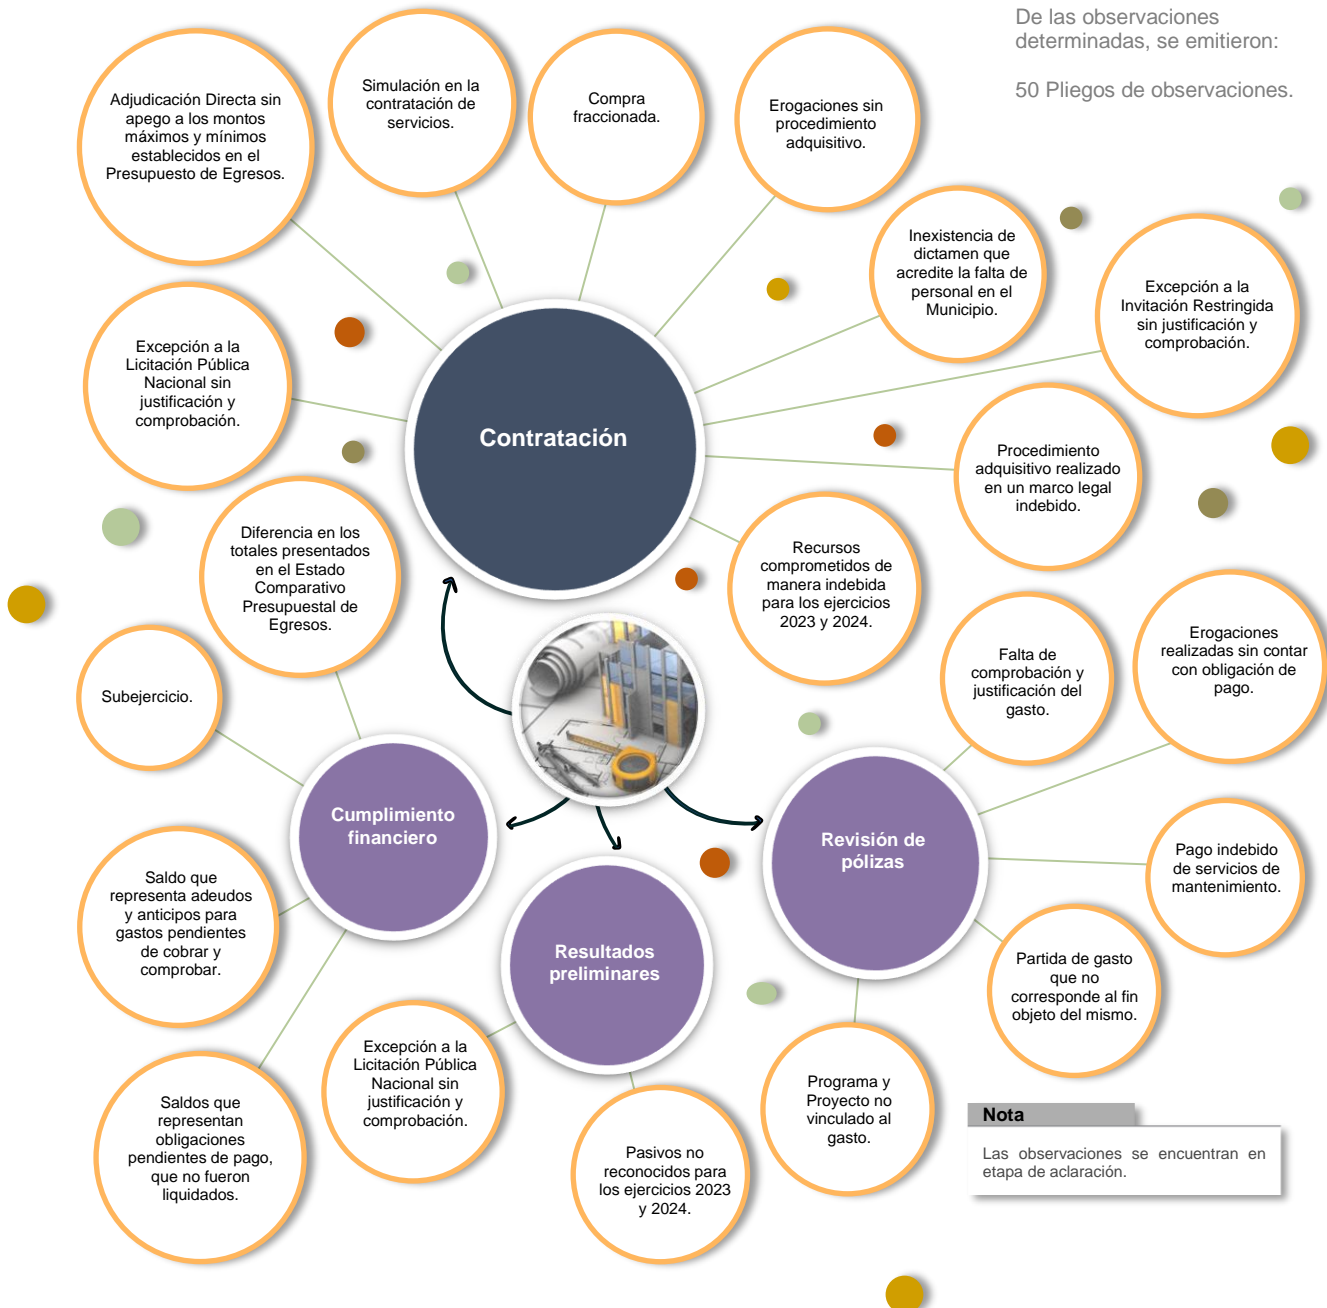 De las observaciones
determinadas, se emitieron:
50 Pliegos de observaciones.
Adjudicación Directa sin
apego a los montos
máximos y mínimos
establecidos en el
Presupuesto de Egresos.
Simulación en la
contratación de
servicios.
Compra
fraccionada.
Erogaciones sin
procedimiento
adquisitivo.
Inexistencia de
dictamen que
acredite la falta de
personal en el
Municipio.
Excepción a la
Invitación Restringida
sin justificación y
comprobación.
Excepción a la
Licitación Pública
Nacional sin
justificación y
comprobación.
Contratación
Procedimiento
adquisitivo realizado
en un marco legal
indebido.
Recursos
comprometidos de
manera indebida
para los ejercicios
2023 y 2024.
Diferencia en los
totales presentados
en el Estado
Comparativo
Presupuestal de
Egresos.
Subejercicio.
Falta de
comprobación y
justificación del
gasto.
Erogaciones
realizadas sin contar
con obligación de
pago.
Cumplimiento
financiero
Revisión de
pólizas
Pago indebido
de servicios de
mantenimiento.
Saldo que
representa adeudos
y anticipos para
gastos pendientes
de cobrar y
comprobar.
Resultados
preliminares
Partida de gasto
que no
corresponde al fin
objeto del mismo.
Saldos que
representan
obligaciones
pendientes de pago,
que no fueron
liquidados.
Excepción a la
Licitación Pública
Nacional sin
justificación y
comprobación.
Pasivos no
reconocidos para
los ejercicios 2023
y 2024.
Programa y
Proyecto no
vinculado al
gasto.
Nota
Las observaciones se encuentran en
etapa de aclaración.